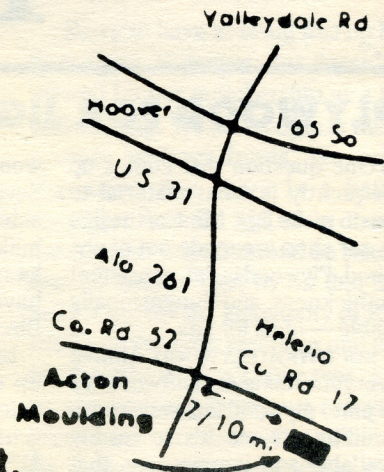 Valleydale Rd
Hoover
I 65 So
US 31
Ala 261
Co. Rd 52
Helena
Co Rd 17
Acton
Moulding
7/10 mi